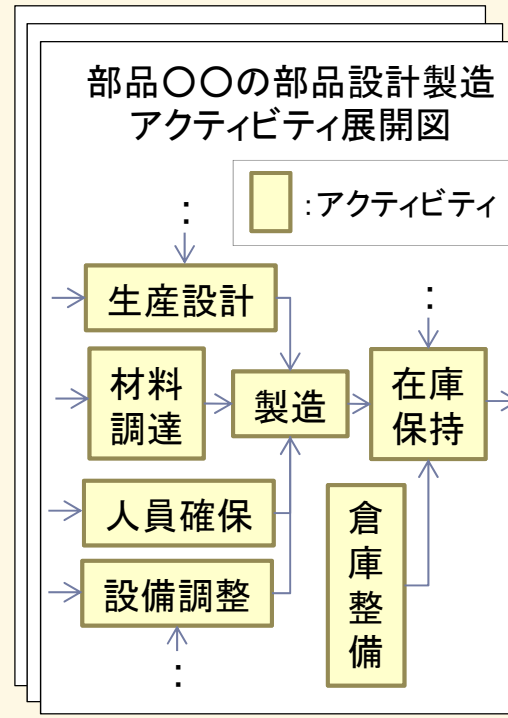 部品〇〇の部品設計製造
アクティビティ展開図
：アクティビティ
：
生産設計
：
材料
調達
製造
在庫
保持
人員確保
倉庫整備
設備調整
：